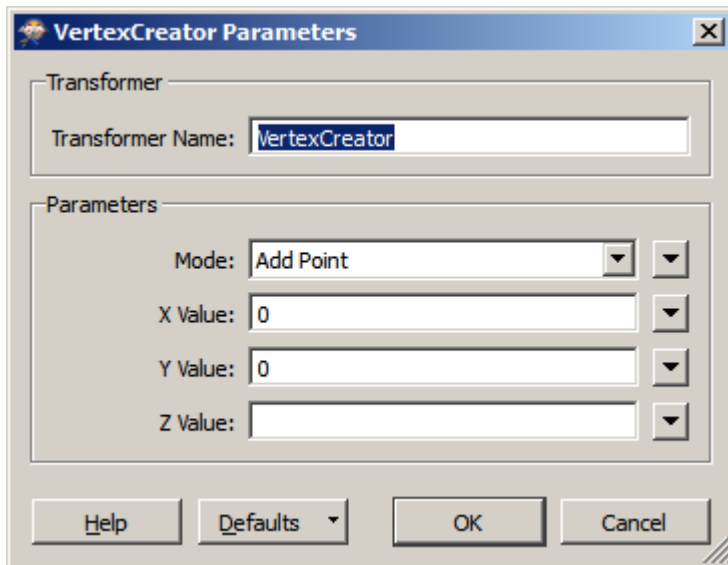 VertexCreator Parameters
Transformer
Transformer Name: VertexCreator
Parameters
Mode: Add Point
X Value: 0
Y Value: 0
Z Value:
Help Defaults OK Cancel